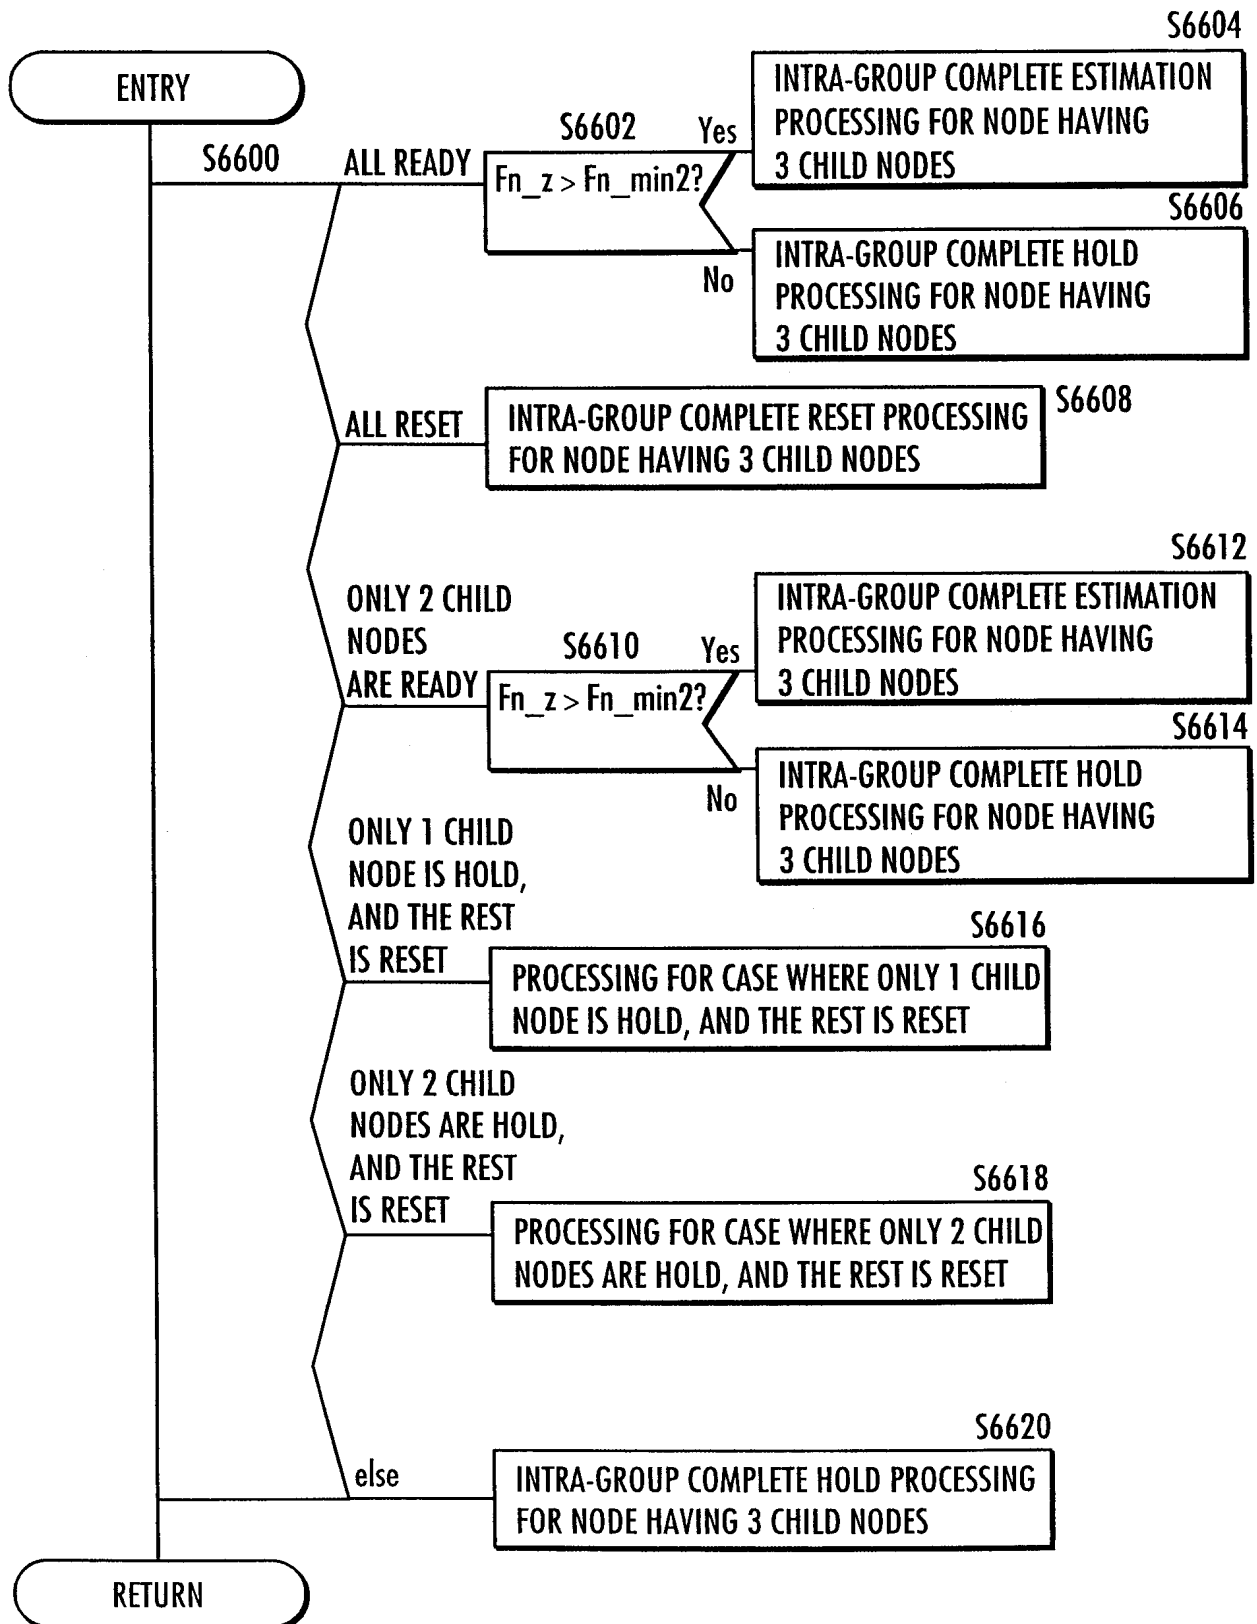 S6604
ENTRY
INTRA-GROUP COMPLETE ESTIMATION
PROCESSING FOR NODE HAVING
3 CHILD NODES
S6600
ALL READY
S6602
Yes
Fn_z > Fn_min2?
No
S6606
INTRA-GROUP COMPLETE HOLD
PROCESSING FOR NODE HAVING
3 CHILD NODES
ALL RESET
INTRA-GROUP COMPLETE RESET PROCESSING
FOR NODE HAVING 3 CHILD NODES
S6608
ONLY 2 CHILD
NODES
ARE READY
S6610
Yes
Fn_z > Fn_min2?
No
S6612
INTRA-GROUP COMPLETE ESTIMATION
PROCESSING FOR NODE HAVING
3 CHILD NODES
S6614
INTRA-GROUP COMPLETE HOLD
PROCESSING FOR NODE HAVING
3 CHILD NODES
ONLY 1 CHILD
NODE IS HOLD,
AND THE REST
IS RESET
S6616
PROCESSING FOR CASE WHERE ONLY 1 CHILD
NODE IS HOLD, AND THE REST IS RESET
ONLY 2 CHILD
NODES ARE HOLD,
AND THE REST
IS RESET
S6618
PROCESSING FOR CASE WHERE ONLY 2 CHILD
NODES ARE HOLD, AND THE REST IS RESET
else
S6620
INTRA-GROUP COMPLETE HOLD PROCESSING
FOR NODE HAVING 3 CHILD NODES
RETURN